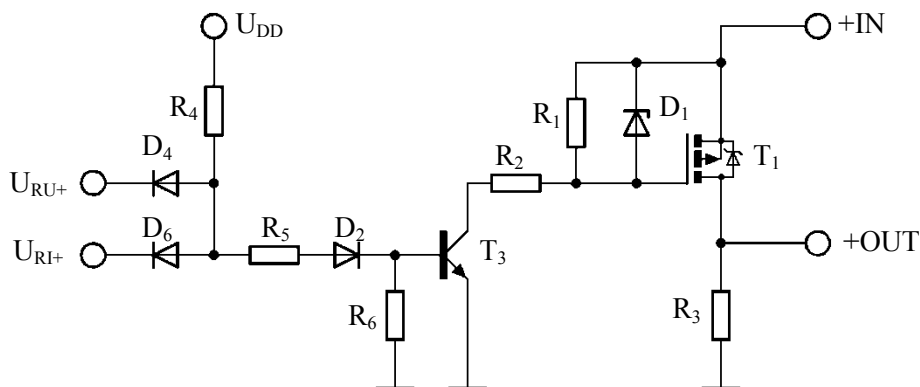 U_DD
+IN
R_4
R_1
D_1
D_4
R_2
T_1
U_RU+
D_6
R_5
D_2
U_RI+
T_3
+OUT
R_6
R_3